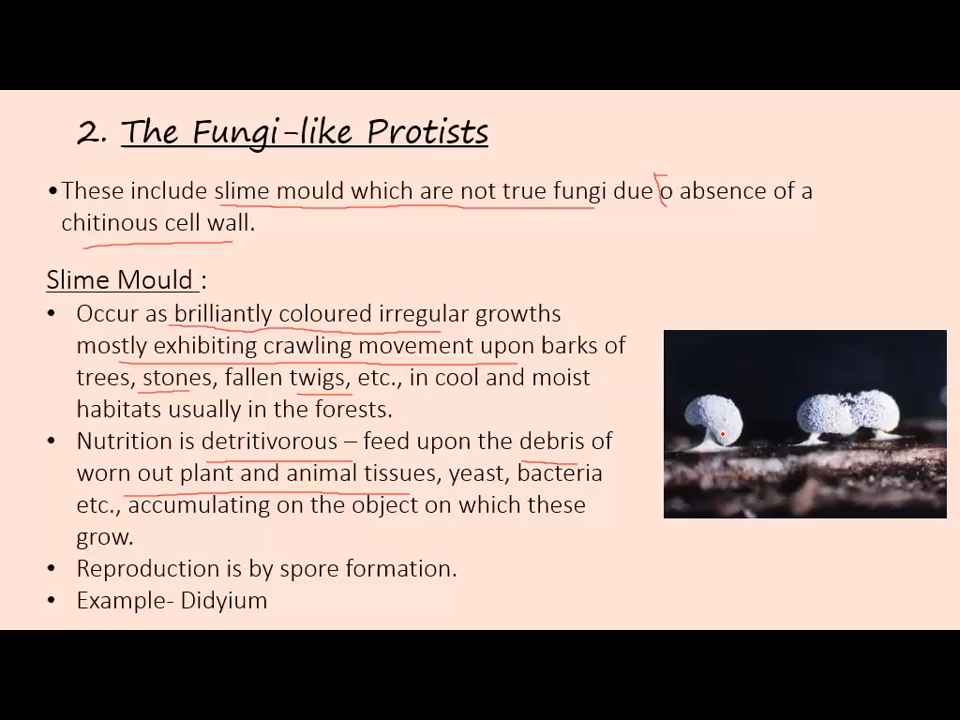 2. The Fungi-like Protists
•These include slime mould which are not true fungi due o absence of a
chitinous cell wall.
Slime Mould :
• Occur as brilliantly coloured irregular growths
mostly exhibiting crawling movement upon barks of
trees, stones, fallen twigs, etc., in cool and moist
habitats usually in the forests.
• Nutrition is detritivorous – feed upon the debris of
worn out plant and animal tissues, yeast, bacteria
etc., accumulating on the object on which these
grow.
• Reproduction is by spore formation.
• Example- Didyium